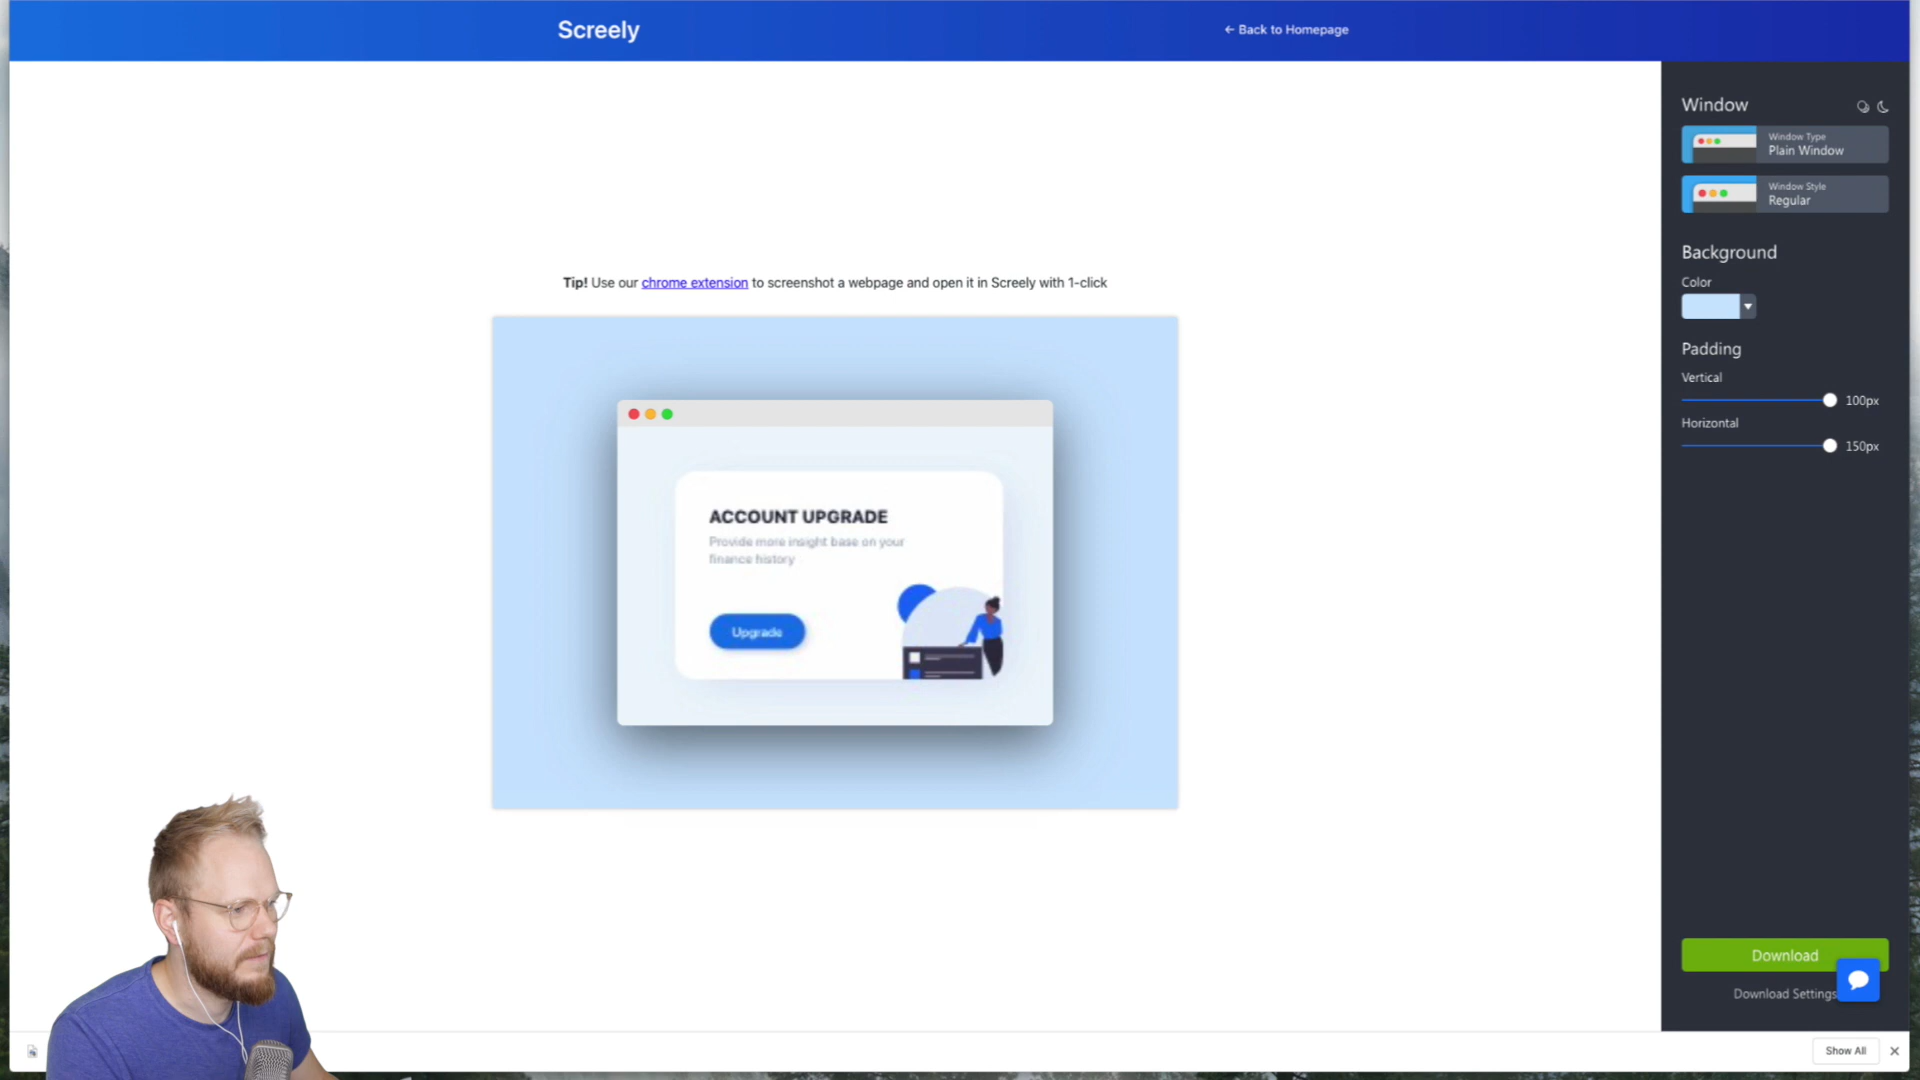 Screely
← Back to Homepage
Window
Window Type
Plain Window
Window Style
Regular
Background
Color
Padding
Vertical
100px
Horizontal
150px
Tip! Use our chrome extension to screenshot a webpage and open it in Screely with 1-click
ACCOUNT UPGRADE
Provide more insight base on your
finance history
Upgrade
Download
Download Settings
Show All